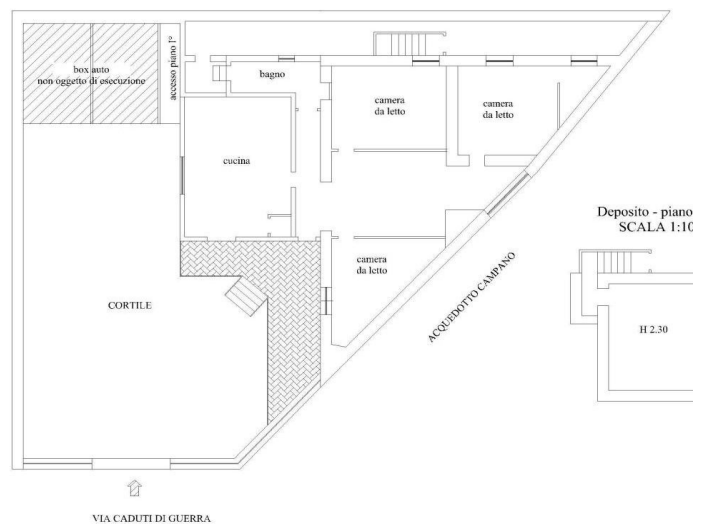 box auto
non oggetto di esecuzione
accesso piano I°
bagno
camera
da letto
camera
da letto
cucina
Deposito - piano
SCALA 1:10
camera
da letto
ACQUEDOTTO CAMPANO
CORTILE
H 2.30
VIA CADUTI DI GUERRA